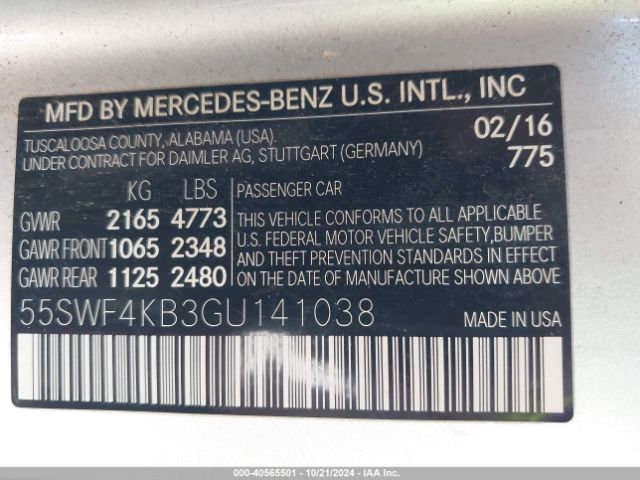 MFD BY MERCEDES-BENZ U.S. INTL., INC
TUSCALOOSA COUNTY, ALABAMA (USA).
UNDER CONTRACT FOR DAIMLER AG, STUTTGART (GERMANY)
02/16
775
KG LBS
GVWR 2165 4773
GAWR FRONT 1065 2348
GAWR REAR 1125 2480
PASSENGER CAR
THIS VEHICLE CONFORMS TO ALL APPLICABLE
U.S. FEDERAL MOTOR VEHICLE SAFETY, BUMPER
AND THEFT PREVENTION STANDARDS IN EFFECT
ON THE DATE OF MANUFACTURE SHOWN ABOVE.
55SWF4KB3GU141038
MADE IN USA
000-40565501 - 10/21/2024 - IAA Inc.